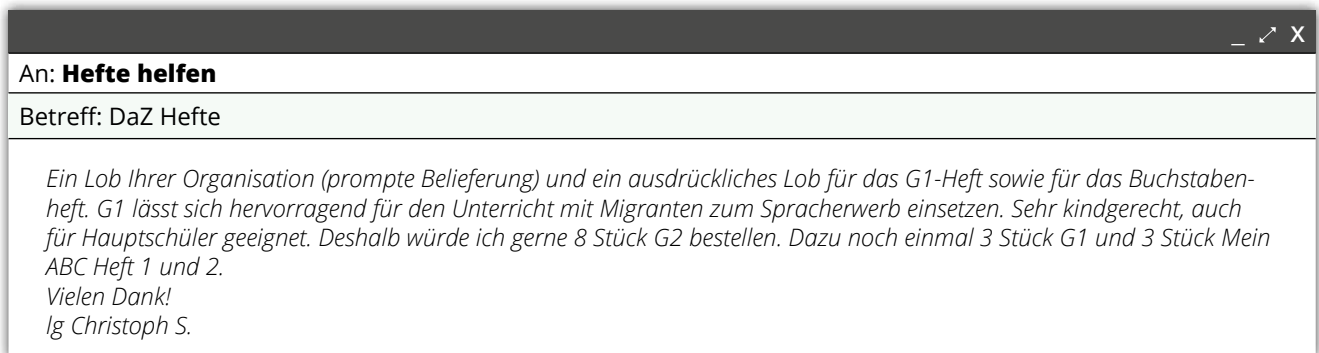 _ ⤢ X
An: Hefte helfen
Betreff: DaZ Hefte
Ein Lob Ihrer Organisation (prompte Belieferung) und ein ausdrückliches Lob für das G1-Heft sowie für das Buchstaben-
heft. G1 lässt sich hervorragend für den Unterricht mit Migranten zum Spracherwerb einsetzen. Sehr kindgerecht, auch
für Hauptschüler geeignet. Deshalb würde ich gerne 8 Stück G2 bestellen. Dazu noch einmal 3 Stück G1 und 3 Stück Mein
ABC Heft 1 und 2.
Vielen Dank!
lg Christoph S.